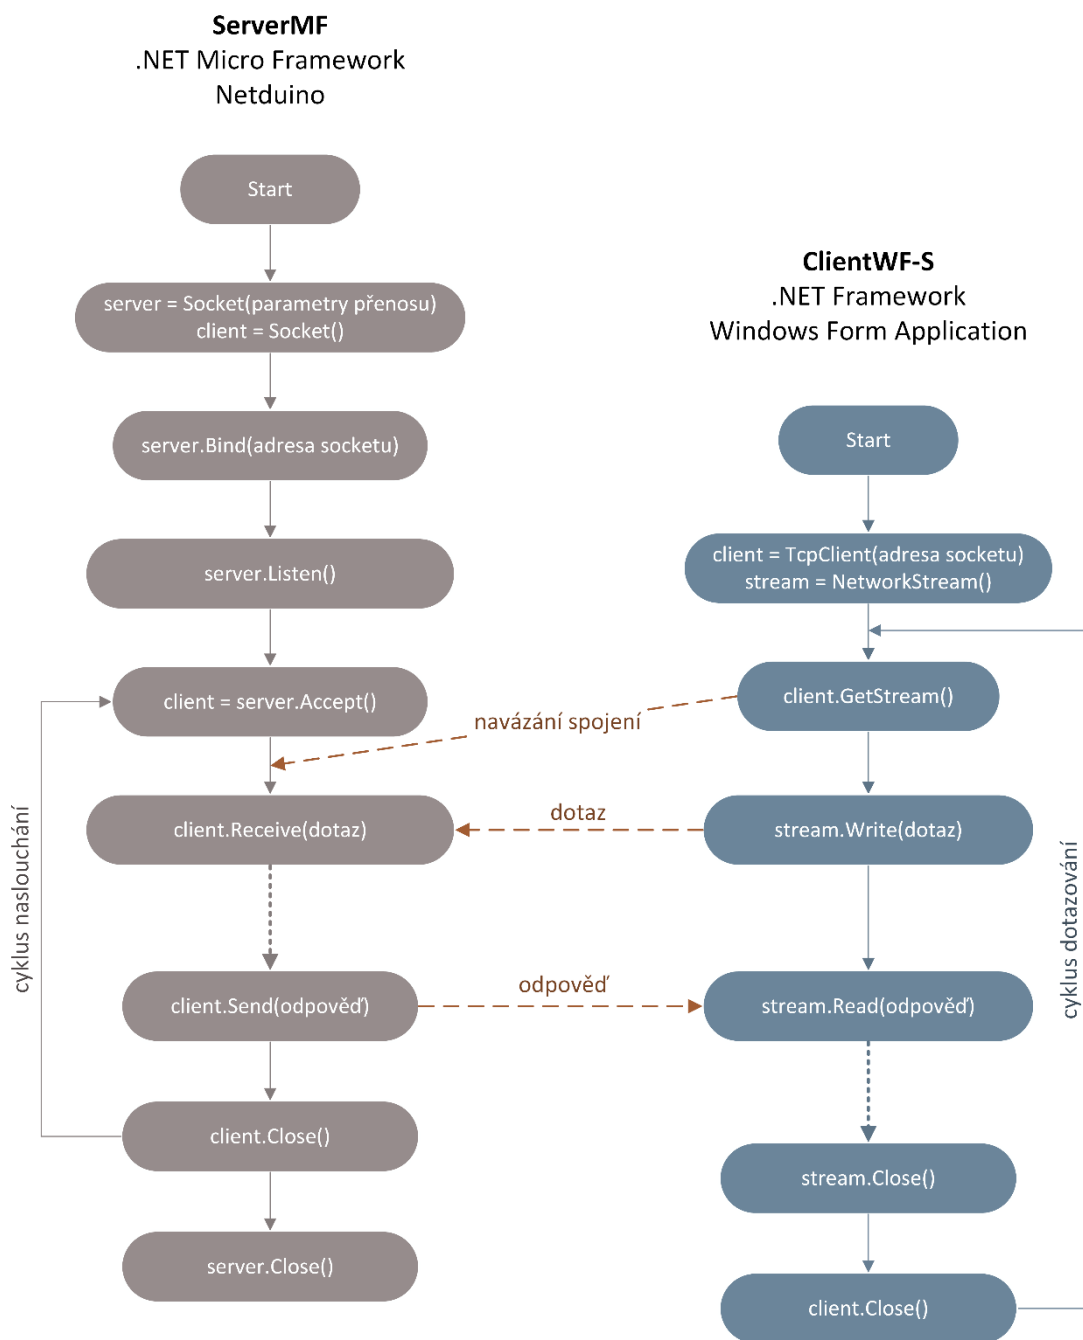 ServerMF
.NET Micro Framework
Netduino
Start
server = Socket(parametry přenosu)
client = Socket()
server.Bind(adresa socketu)
server.Listen()
client = server.Accept()
client.Receive(dotaz)
client.Send(odpověď)
client.Close()
server.Close()
cyklus naslouchání
navázání spojení
dotaz
odpověď
ClientWF-S
.NET Framework
Windows Form Application
Start
client = TcpClient(adresa socketu)
stream = NetworkStream()
client.GetStream()
stream.Write(dotaz)
stream.Read(odpověď)
stream.Close()
client.Close()
cyklus dotazování